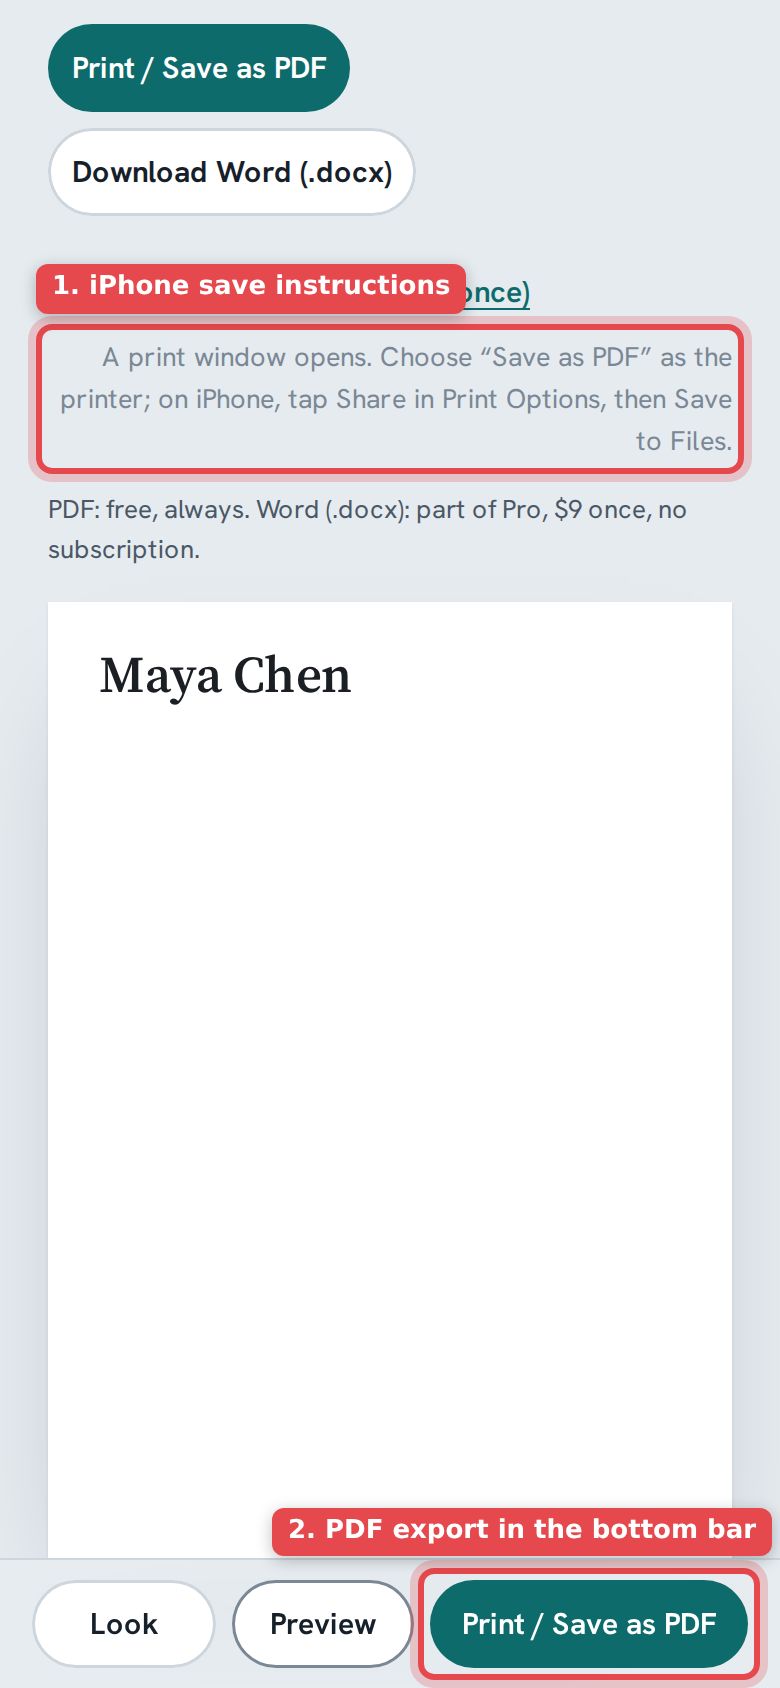 Print / Save as PDF
Download Word (.docx)
1. iPhone save instructions
once)
A print window opens. Choose “Save as PDF” as the
printer; on iPhone, tap Share in Print Options, then Save
to Files.
PDF: free, always. Word (.docx): part of Pro, $9 once, no
subscription.
Maya Chen
2. PDF export in the bottom bar
Look
Preview
Print / Save as PDF